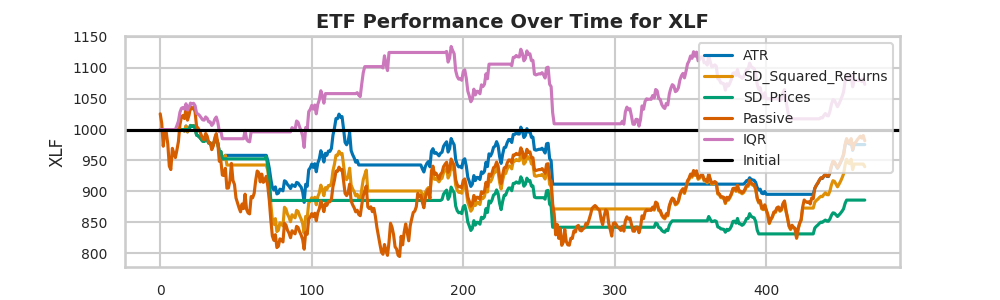 ETF Performance Over Time for XLF
XLF
1150
1100
1050
1000
950
900
850
800
0
100
200
300
400
ATR
SD_Squared_Returns
SD_Prices
Passive
IQR
Initial